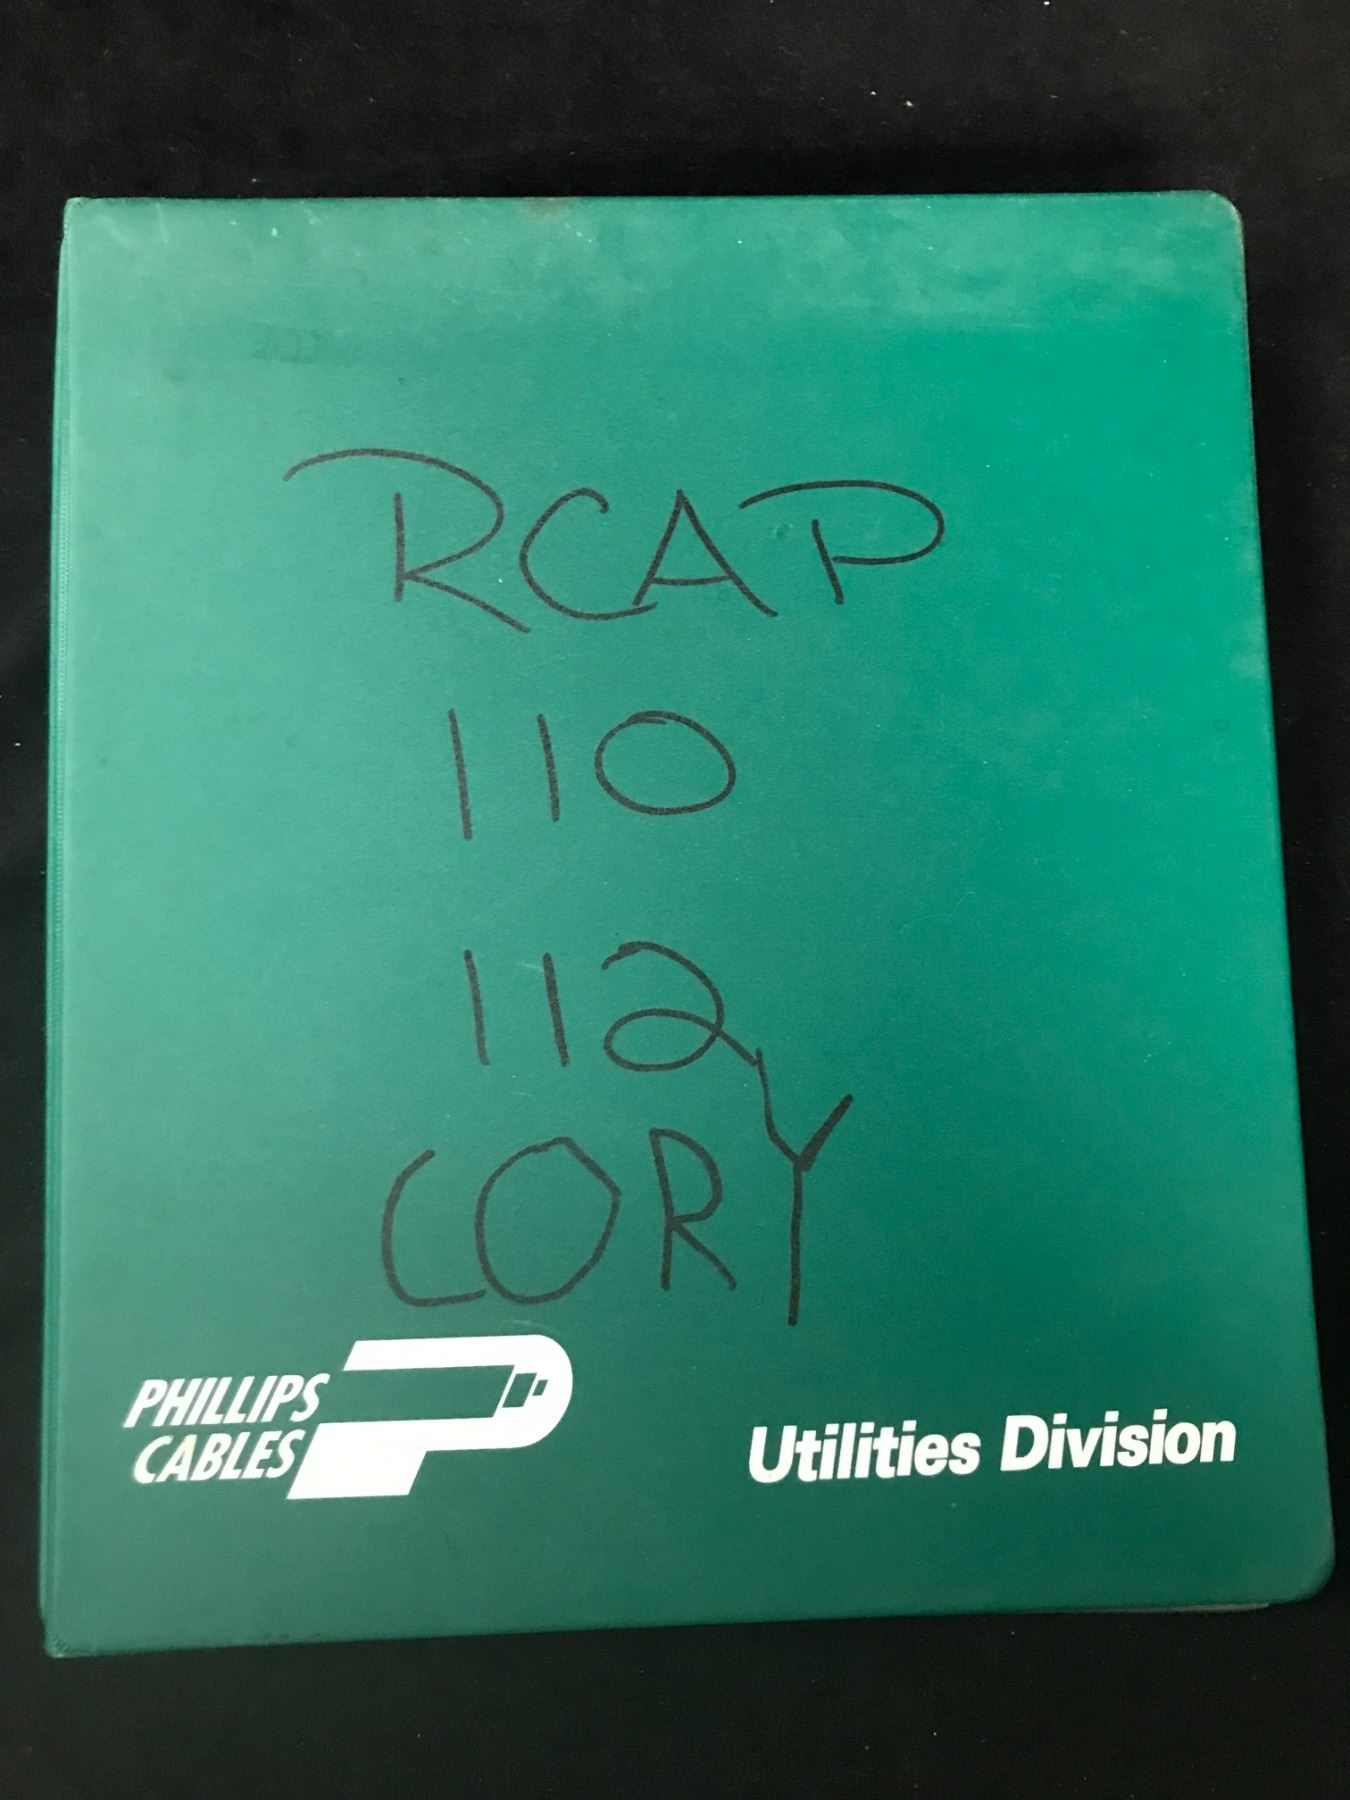 RCAP
110
112
CORY
PHILLIPS
CABLES
Utilities Division